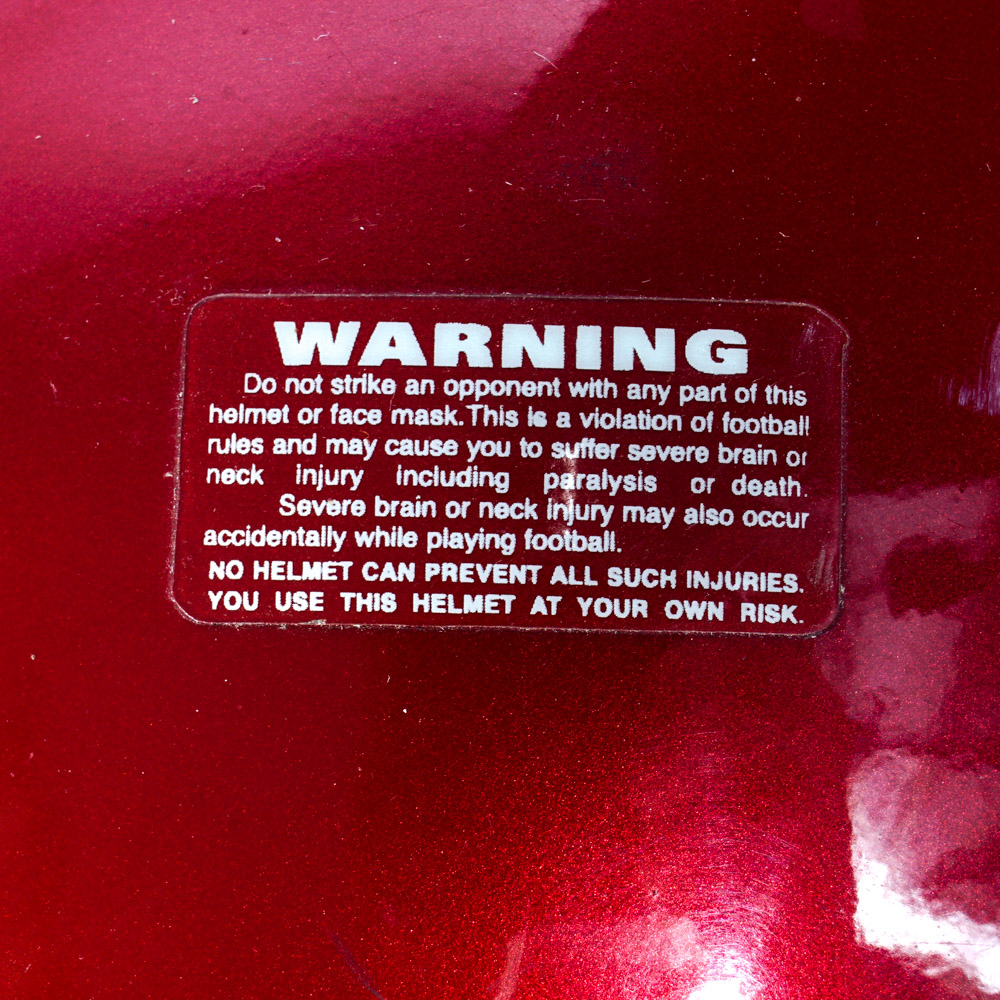 WARNING
Do not strike an opponent with any part of this
helmet or face mask. This is a violation of football
rules and may cause you to suffer severe brain or
neck injury including paralysis or death.
Severe brain or neck injury may also occur
accidentally while playing football.
NO HELMET CAN PREVENT ALL SUCH INJURIES.
YOU USE THIS HELMET AT YOUR OWN RISK.